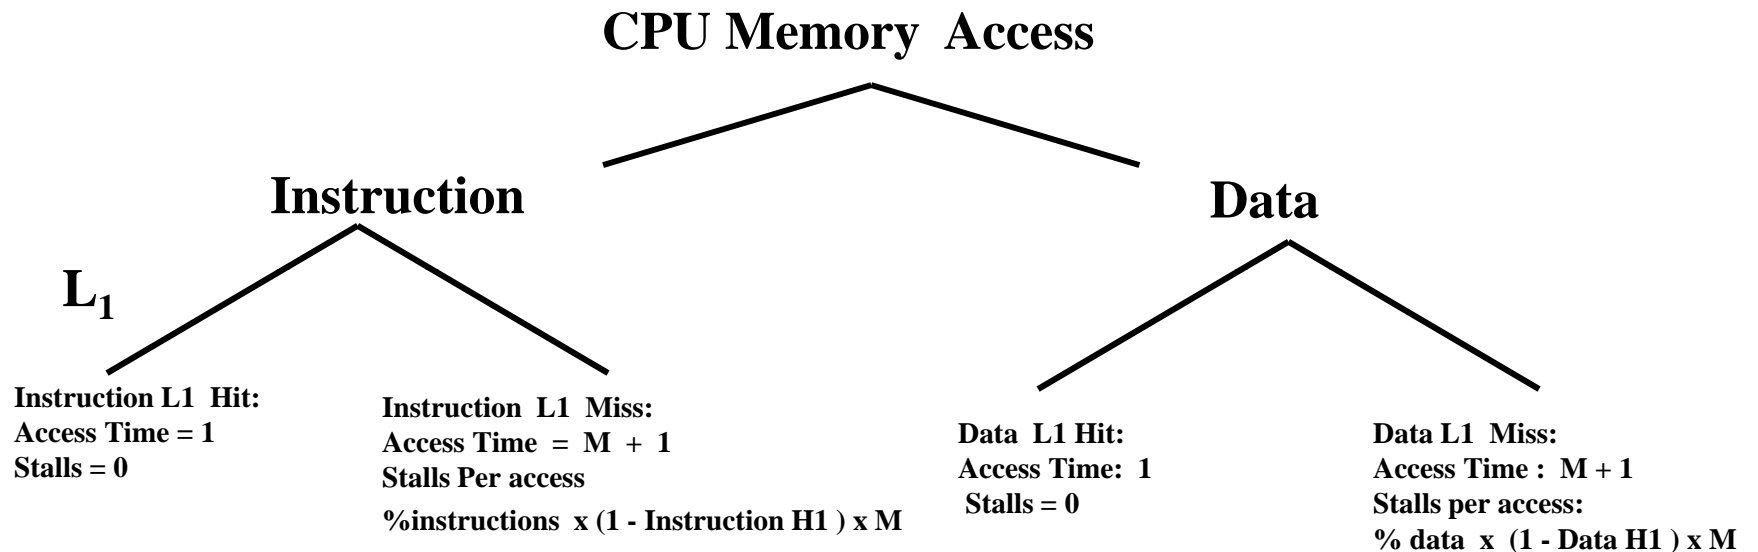 CPU Memory Access
Instruction
Data
L1
Instruction L1 Hit:
Access Time = 1
Stalls = 0
Instruction L1 Miss:
Access Time = M + 1
Stalls Per access
%instructions x (1 - Instruction H1 ) x M
Data L1 Hit:
Access Time: 1
Stalls = 0
Data L1 Miss:
Access Time : M + 1
Stalls per access:
% data x (1 - Data H1 ) x M